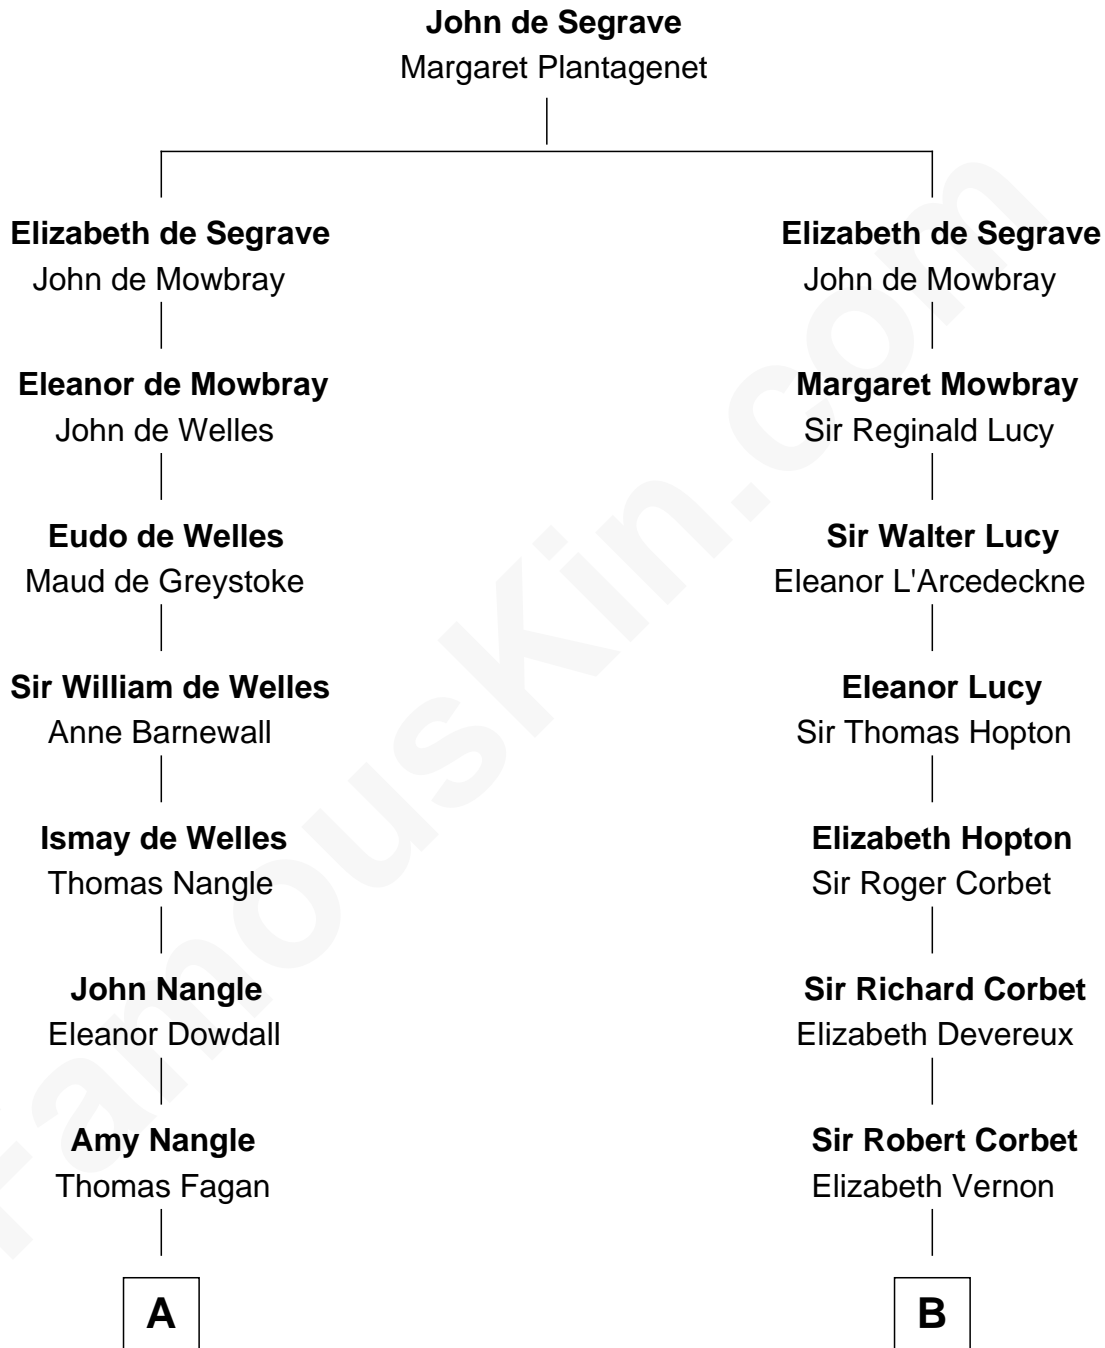 John de Segrave
Margaret Plantagenet
Elizabeth de Segrave
John de Mowbray
Eleanor de Mowbray
John de Welles
Eudo de Welles
Maud de Greystoke
Sir William de Welles
Anne Barnewall
Ismay de Welles
Thomas Nangle
John Nangle
Eleanor Dowdall
Amy Nangle
Thomas Fagan
A
Elizabeth de Segrave
John de Mowbray
Margaret Mowbray
Sir Reginald Lucy
Sir Walter Lucy
Eleanor L'Arcedeckne
Eleanor Lucy
Sir Thomas Hopton
Elizabeth Hopton
Sir Roger Corbet
Sir Richard Corbet
Elizabeth Devereux
Sir Robert Corbet
Elizabeth Vernon
B
FamousKin.com